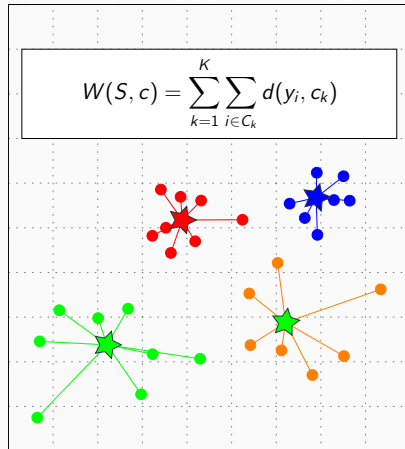 W(S, c) = \sum_{k=1}^{K} \sum_{i \in C_k} d(y_i, c_k)